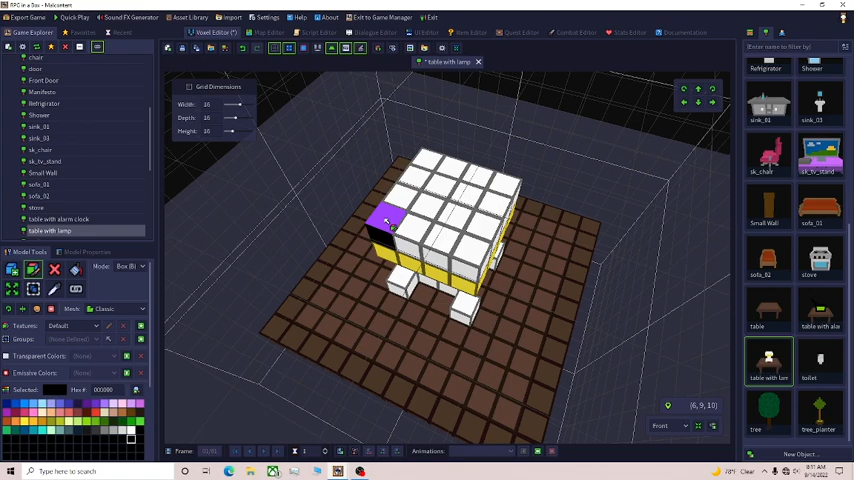 RPG in a Box - Melcontent
Export Game Quick Play Sound FX Generator Asset Library Import Settings Help About Exit to Game Manager Exit
Game Explorer Favorites Recent Voxel Editor (*) Map Editor Script Editor Dialogue Editor UI Editor Item Editor Quest Editor Combat Editor Stats Editor Documentation
* table with lamp
(Enter name to filter by)
chair
door
Front Door
Manifesto
Refrigerator
Shower
sink_01
sink_03
sk_chair
sk_tv_stand
Small Wall
sofa_01
sofa_02
stove
table with alarm clock
table with lamp
Model Tools Model Properties
Mode: Box (B)
Mesh: Classic
Textures: Default
Groups: (None Defined)
Transparent Colors: (None)
Emissive Colors: (None)
Selected: Hex #: 000000
Grid Dimensions
Width: 16
Depth: 16
Height: 16
(6, 9, 10)
Front
Frame: 01/01 1 Animations:
Refrigerator Shower
sink_01 sink_03
sk_chair sk_tv_stand
Small Wall sofa_01
sofa_02 stove
table table with ala
table with lam toilet
tree tree_planter
New Object...
Type here to search
78°F Clear
8:11 AM
9/14/2022